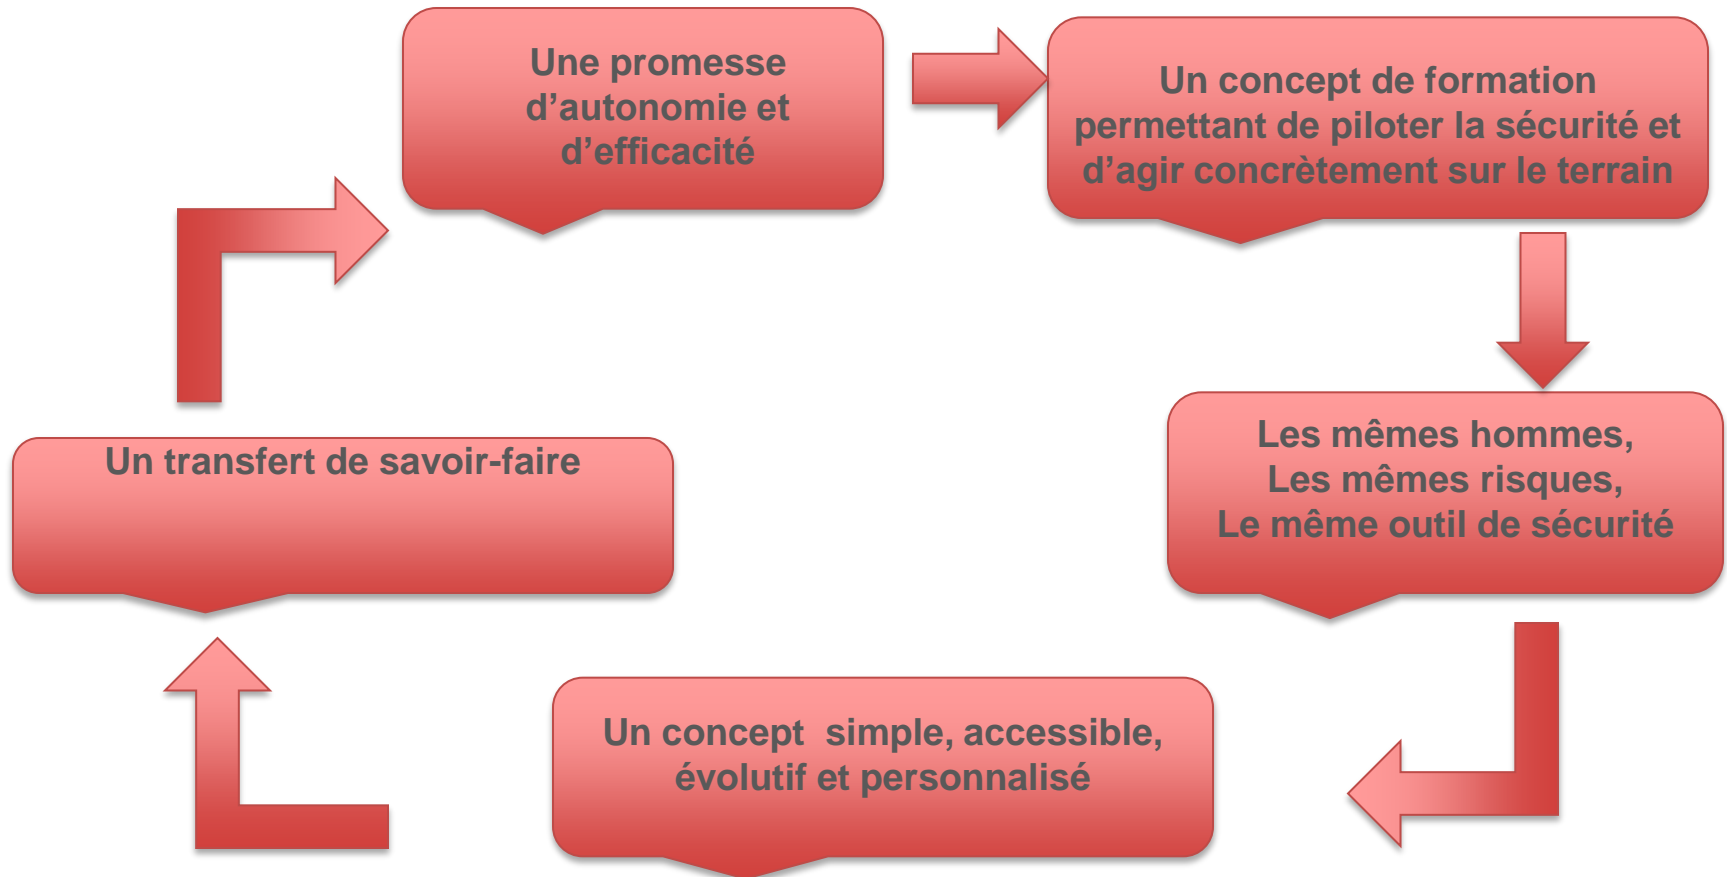 Une promesse
d’autonomie et
d’efficacité
Un concept de formation
permettant de piloter la sécurité et
d’agir concrètement sur le terrain
Les mêmes hommes,
Les mêmes risques,
Le même outil de sécurité
Un concept  simple, accessible,
évolutif et personnalisé
Un transfert de savoir-faire